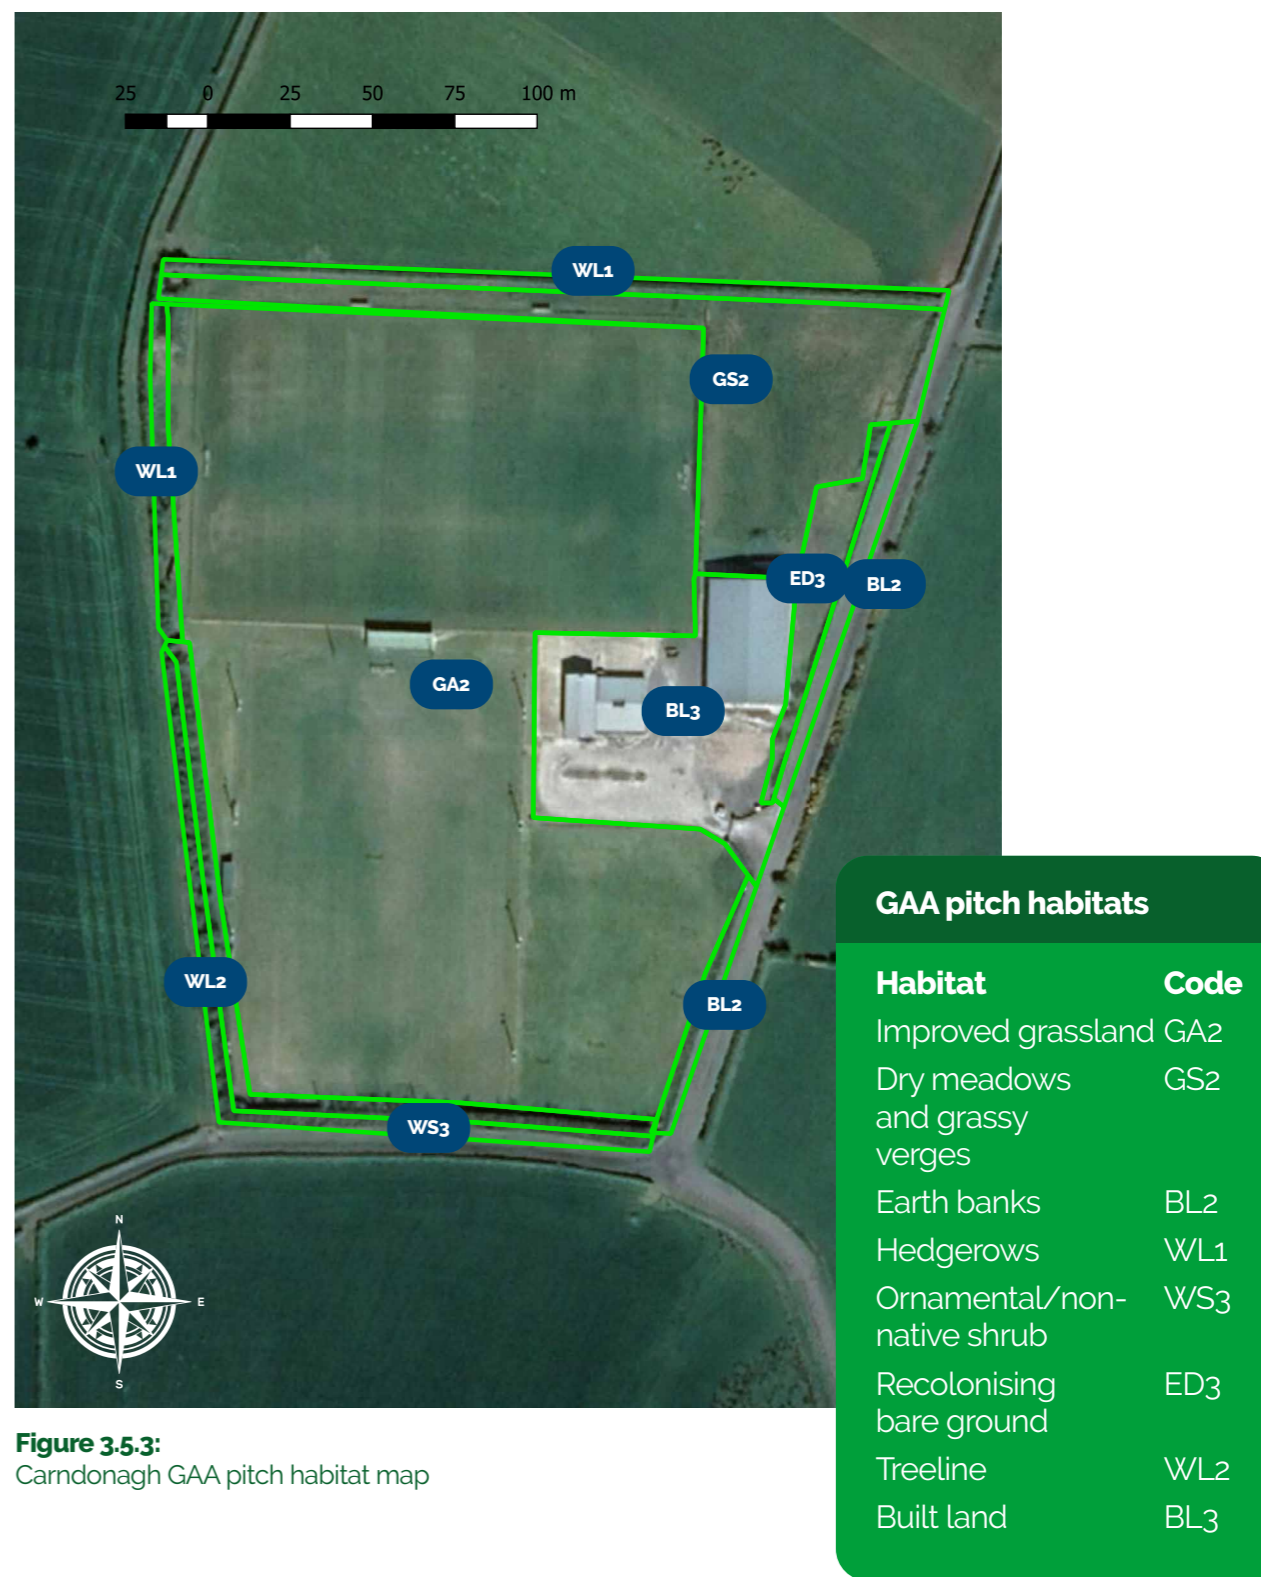 25 0 25 50 75 100 m
WL1
GS2
WL1
ED3
BL2
GA2
BL3
WL2
BL2
WS3
N
W E
S
GAA pitch habitats
Habitat Code
Improved grassland GA2
Dry meadows GS2
and grassy
verges
Earth banks BL2
Hedgerows WL1
Ornamental/non- WS3
native shrub
Recolonising ED3
bare ground
Treeline WL2
Built land BL3
Figure 3.5.3:
Carndonagh GAA pitch habitat map